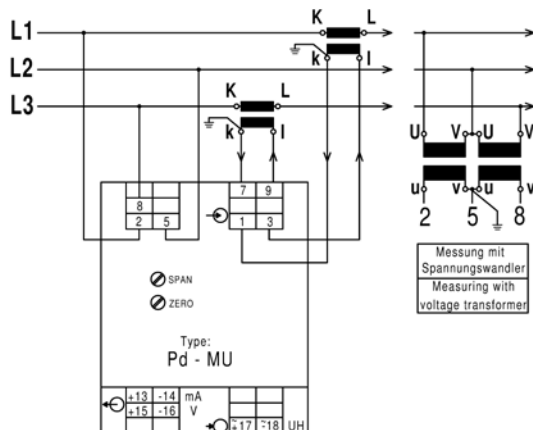 K L
L1
k l
L2
K L
L3
k l
U V U V
u v u v
2 5 8
7 9
8
2 5
1 3
Messung mit
Spannungswandler
Measuring with
voltage transformer
SPAN
ZERO
Type:
Pd - MU
+13 -14 mA
+15 -16 V
~+17 ~-18 UH